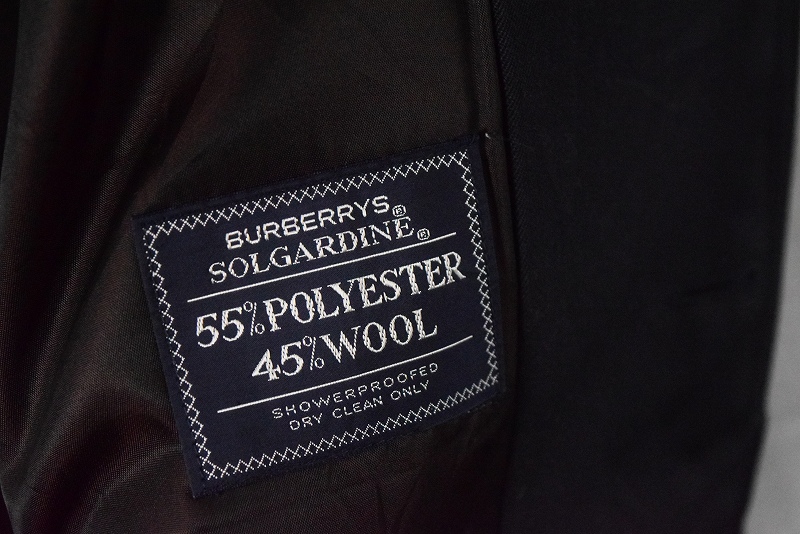 BURBERRYS®
SOLGARDINE®
55% POLYESTER
45% WOOL
SHOWERPROOFED
DRY CLEAN ONLY